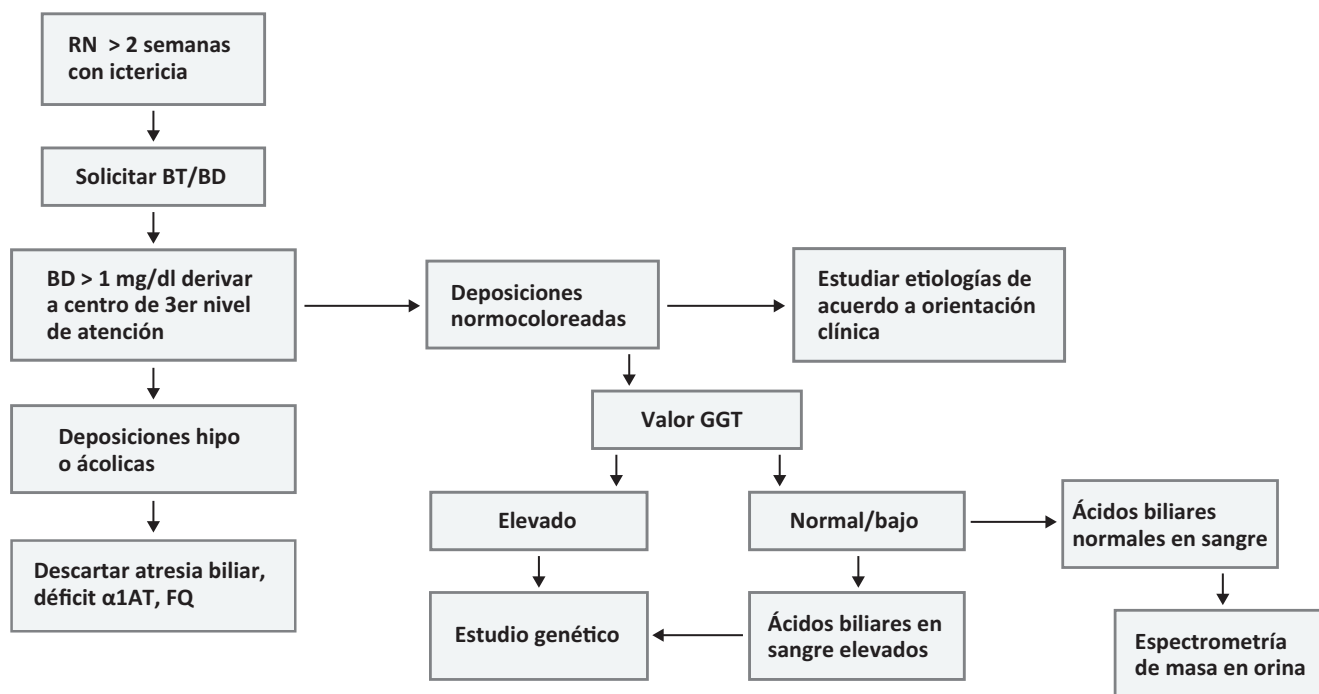 RN > 2 semanas
con ictericia
Solicitar BT/BD
BD > 1 mg/dl derivar
a centro de 3er nivel
de atención
Deposiciones
normocoloreadas
Estudiar etiologías de
acuerdo a orientación
clínica
Deposiciones hipo
o ácolicas
Valor GGT
Elevado
Normal/bajo
Ácidos biliares
normales en sangre
Descartar atresia biliar,
déficit α1AT, FQ
Estudio genético
Ácidos biliares en
sangre elevados
Espectrometría
de masa en orina